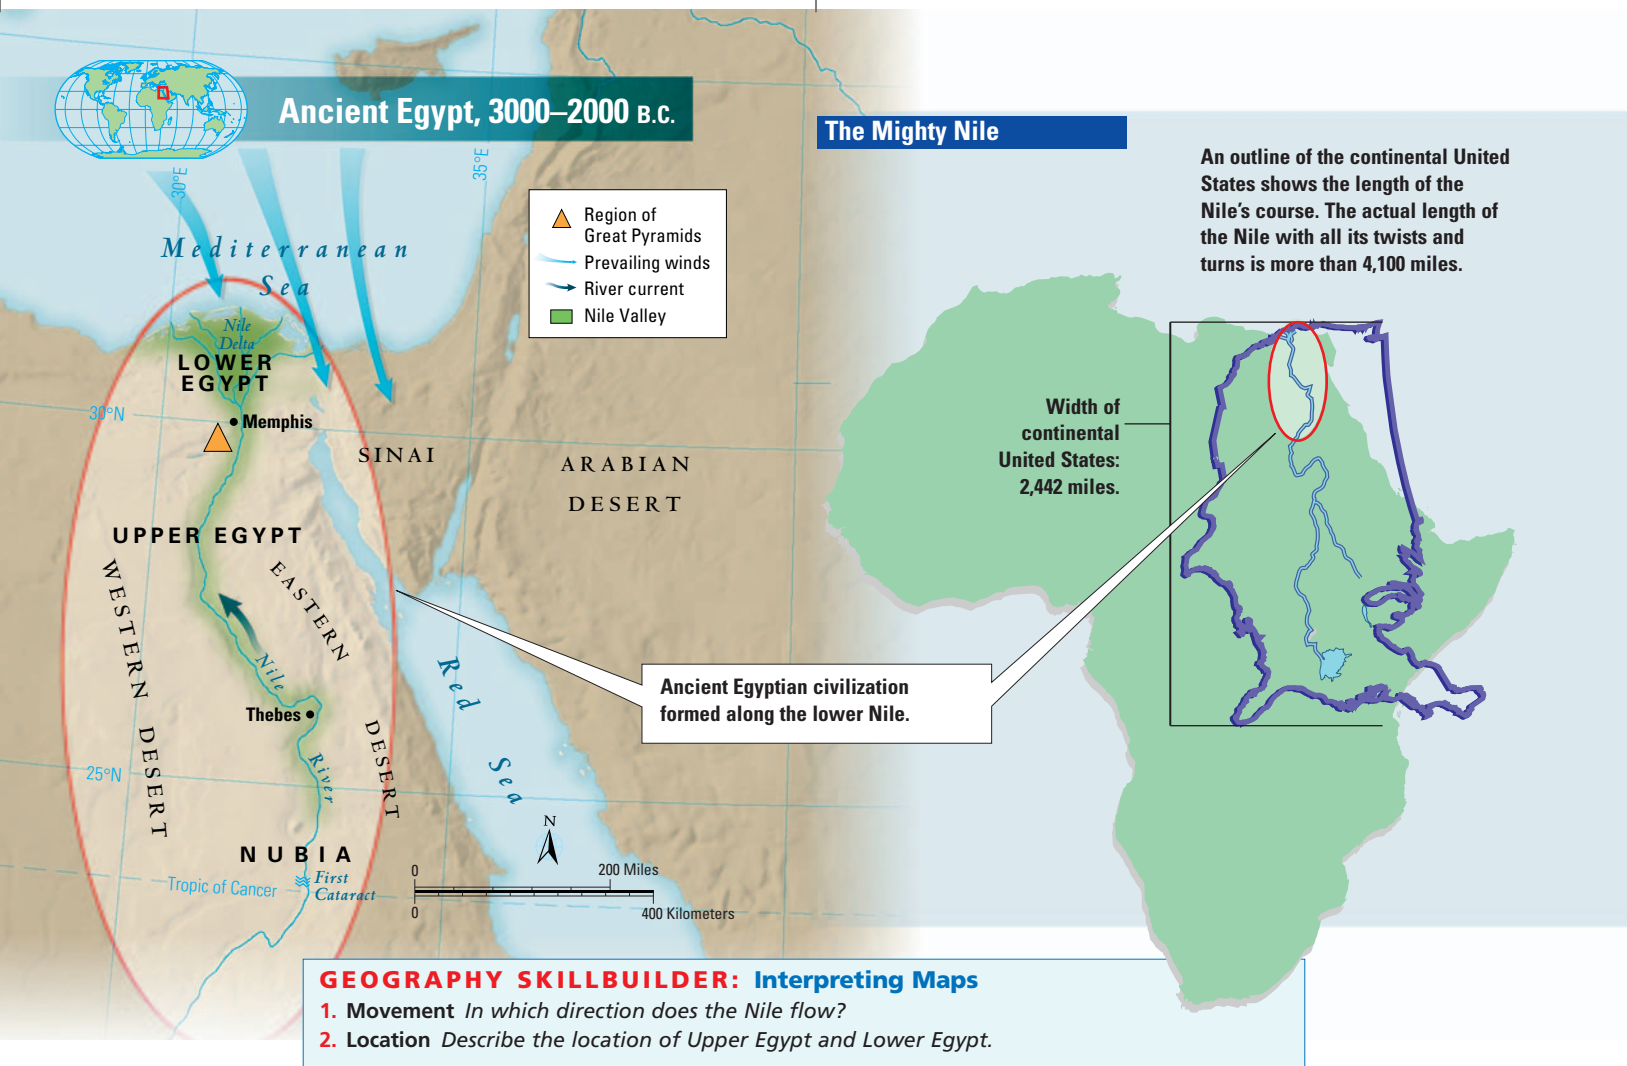 Ancient Egypt, 3000–2000 B.C.
30°E
35°E
Mediterranean
Sea
Region of
Great Pyramids
Prevailing winds
River current
Nile Valley
Nile
Delta
LOWER
EGYPT
30°N
Memphis
SINAI
ARABIAN
DESERT
UPPER EGYPT
WESTERN DESERT
EASTERN DESERT
Nile River
Thebes
Red Sea
25°N
NUBIA
Tropic of Cancer
First
Cataract
N
0
200 Miles
0
400 Kilometers
The Mighty Nile
An outline of the continental United
States shows the length of the
Nile’s course. The actual length of
the Nile with all its twists and
turns is more than 4,100 miles.
Width of
continental
United States:
2,442 miles.
Ancient Egyptian civilization
formed along the lower Nile.
GEOGRAPHY SKILLBUILDER: Interpreting Maps
1. Movement In which direction does the Nile flow?
2. Location Describe the location of Upper Egypt and Lower Egypt.